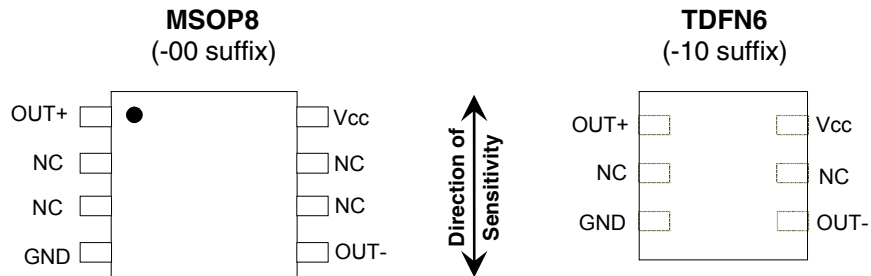 MSOP8
(-00 suffix)
OUT+
NC
NC
GND
Vcc
NC
NC
OUT-
Direction of
Sensitivity
TDFN6
(-10 suffix)
OUT+
NC
GND
Vcc
NC
OUT-